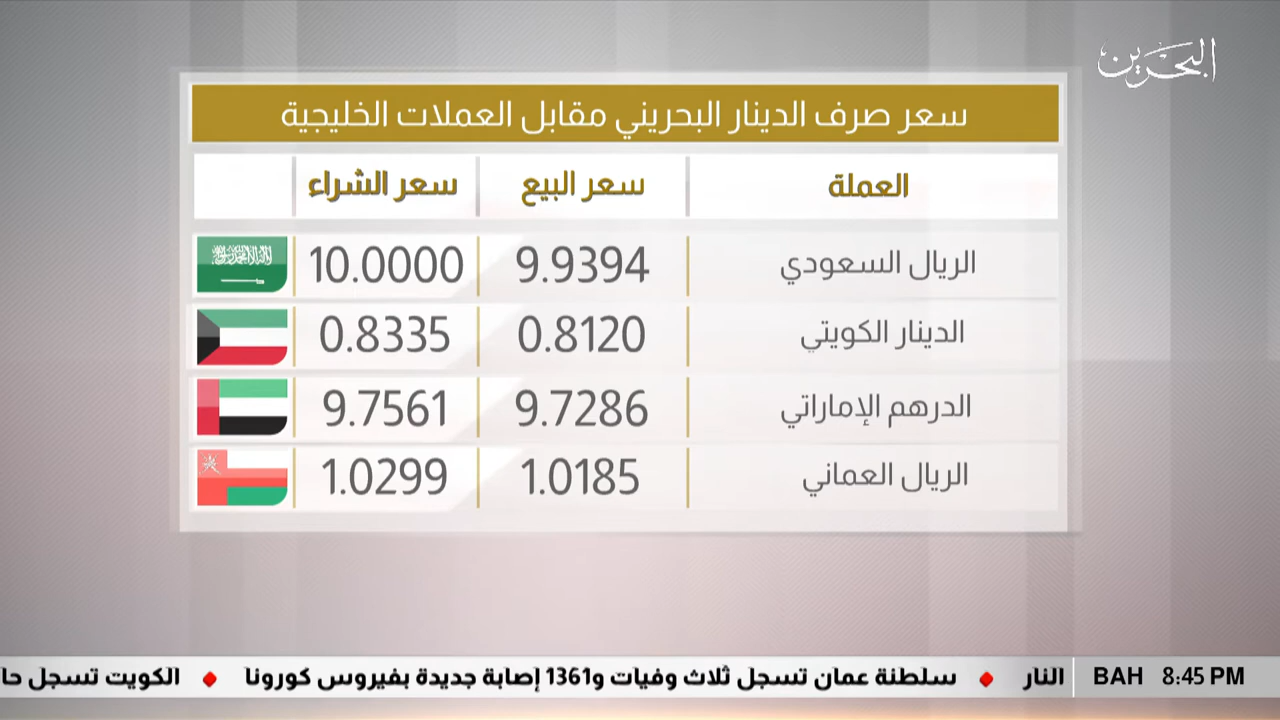 البحرين
سعر صرف الدينار البحريني مقابل العملات الخليجية
العملة سعر البيع سعر الشراء
الريال السعودي 9.9394 10.0000
الدينار الكويتي 0.8120 0.8335
الدرهم الإماراتي 9.7286 9.7561
الريال العماني 1.0185 1.0299
BAH 8:45 PM
النار ♦ سلطنة عمان تسجل ثلاث وفيات و1361 إصابة جديدة بفيروس كورونا ♦ الكويت تسجل حا